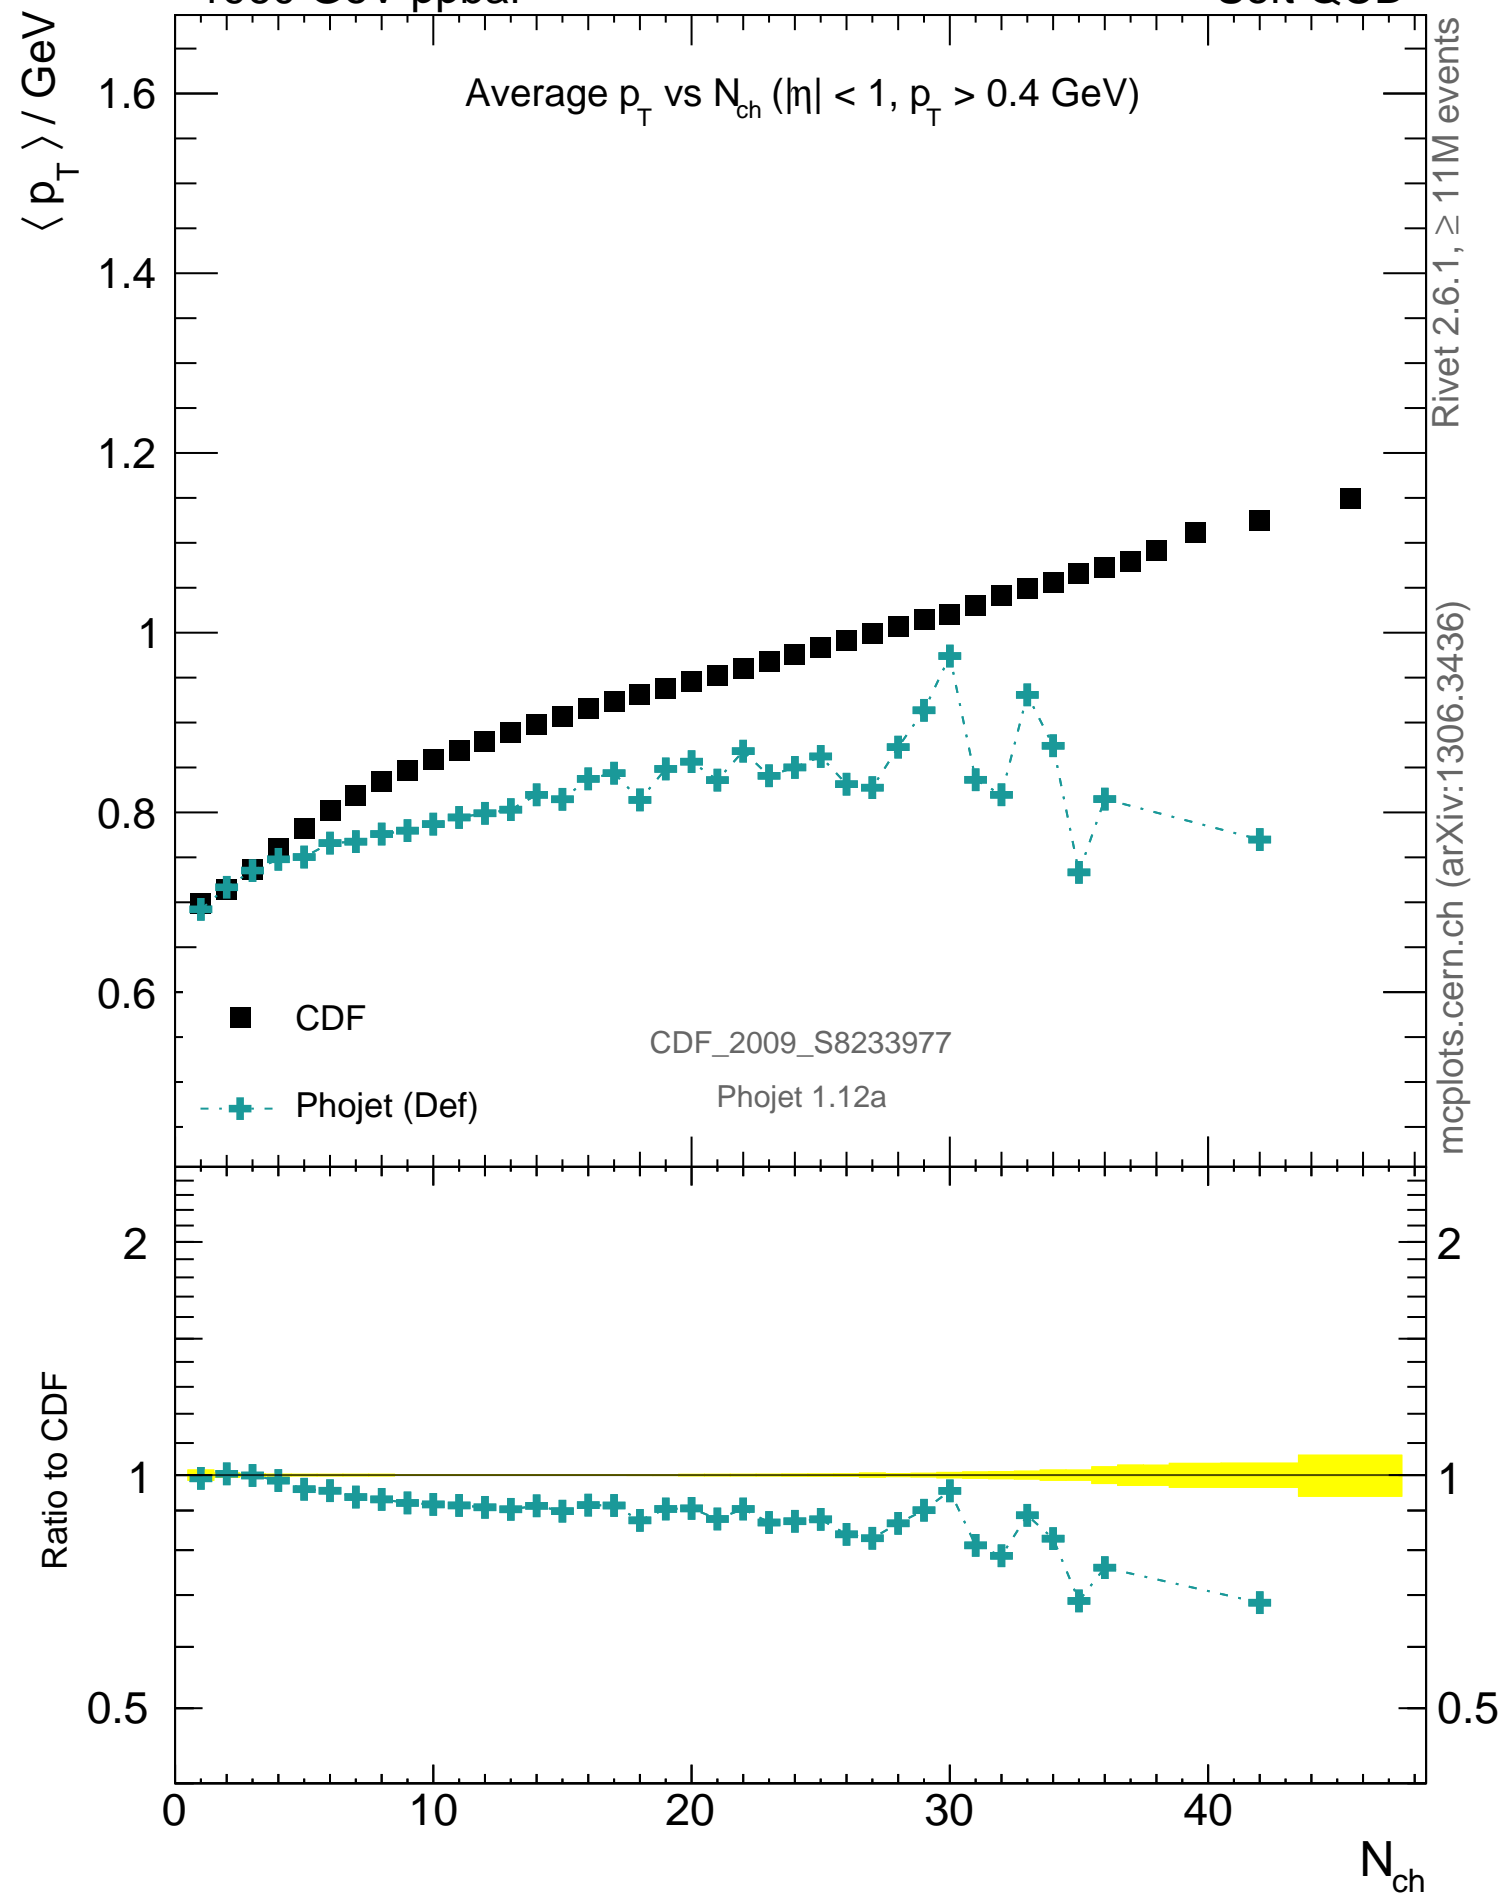 ⟨ p_T ⟩ / GeV
Average p_T vs N_ch (|η| < 1, p_T > 0.4 GeV)
1.6
1.4
1.2
1
0.8
0.6
CDF
Phojet (Def)
CDF_2009_S8233977
Phojet 1.12a
Rivet 2.6.1, ≥ 11M events
mcplots.cern.ch (arXiv:1306.3436)
Ratio to CDF
2
1
0.5
2
1
0.5
0 10 20 30 40
N_ch